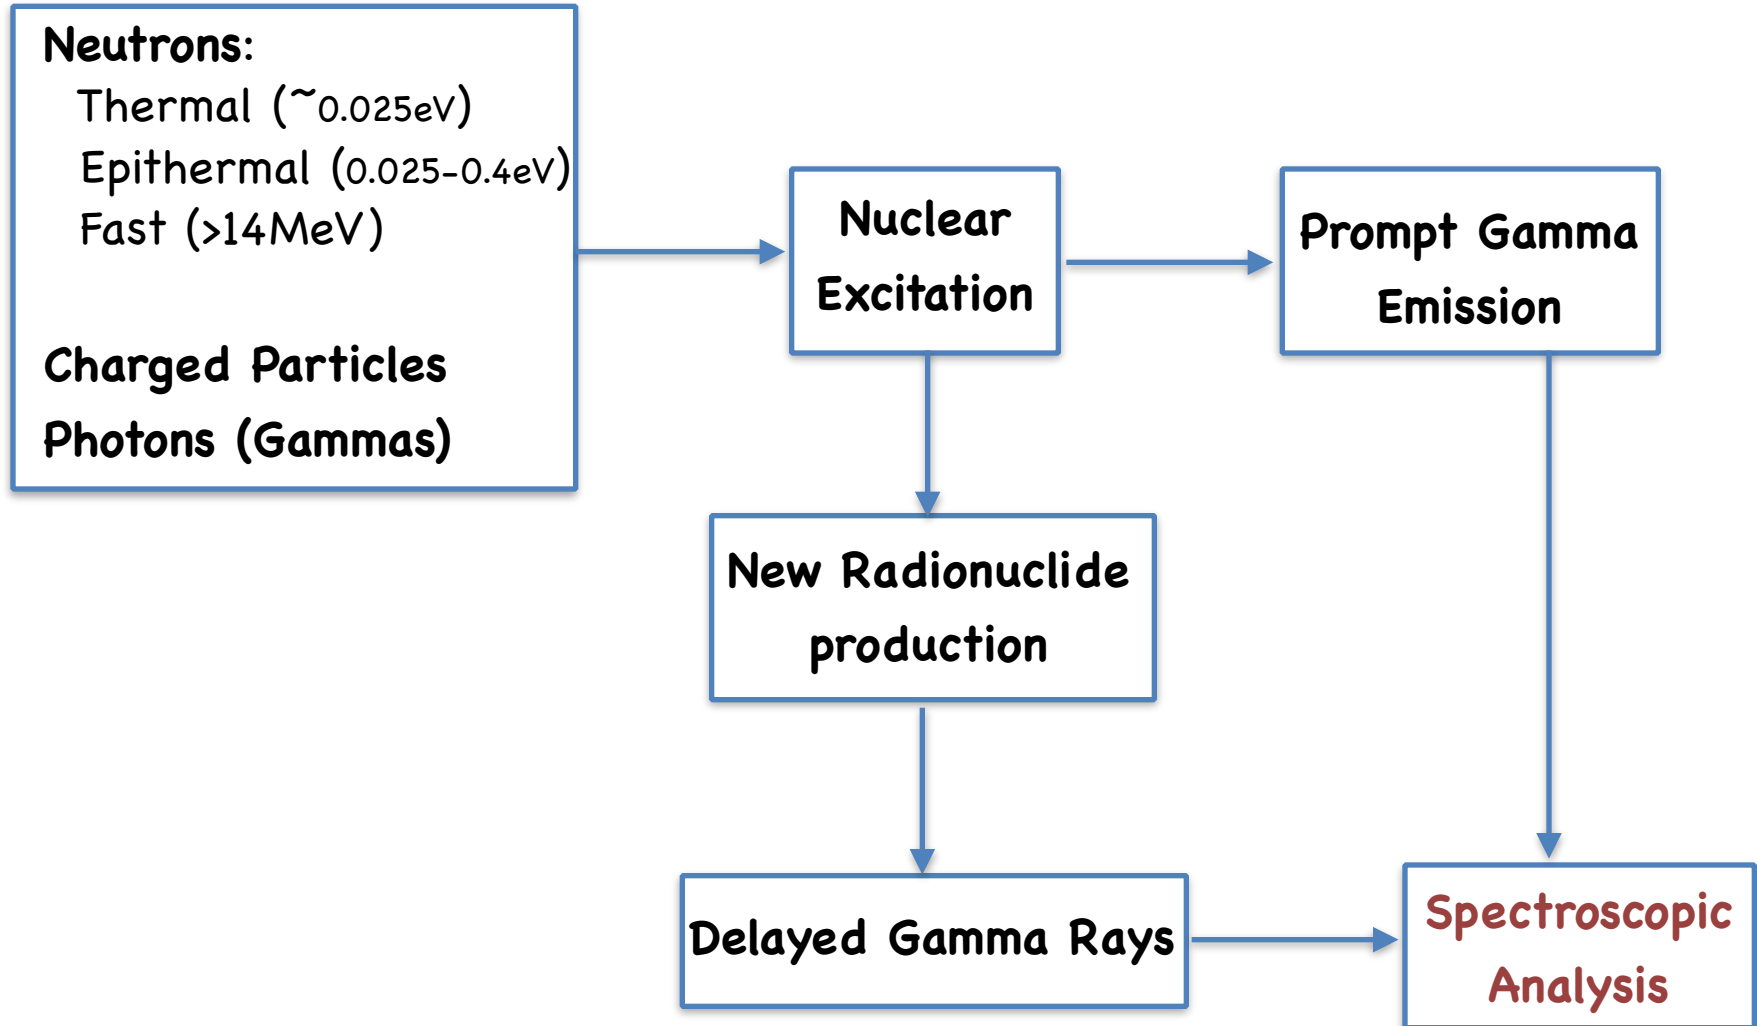 Neutrons:
Thermal (~0.025eV)
Epithermal (0.025-0.4eV)
Fast (>14MeV)
Charged Particles
Photons (Gammas)
Nuclear
Excitation
Prompt Gamma
Emission
New Radionuclide
production
Delayed Gamma Rays
Spectroscopic
Analysis